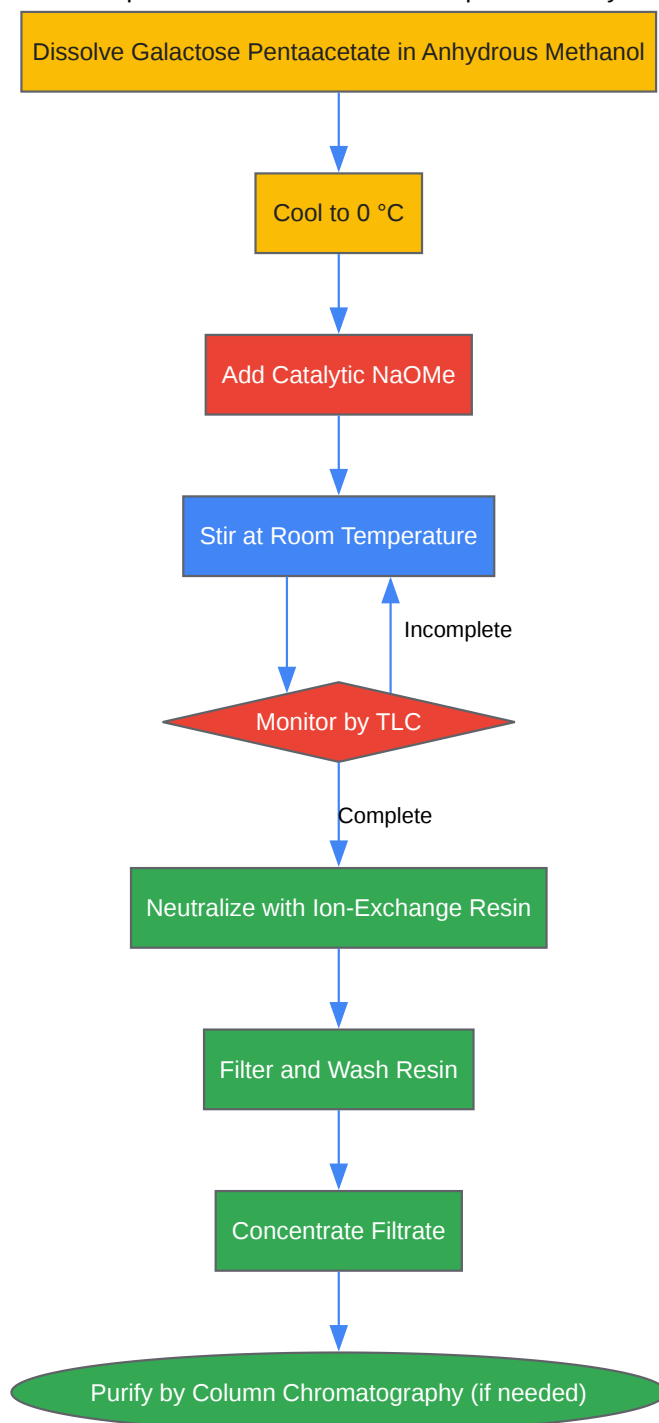 Dissolve Galactose Pentaacetate in Anhydrous Methanol
Cool to 0 °C
Add Catalytic NaOMe
Stir at Room Temperature
Incomplete
Monitor by TLC
Complete
Neutralize with Ion-Exchange Resin
Filter and Wash Resin
Concentrate Filtrate
Purify by Column Chromatography (if needed)